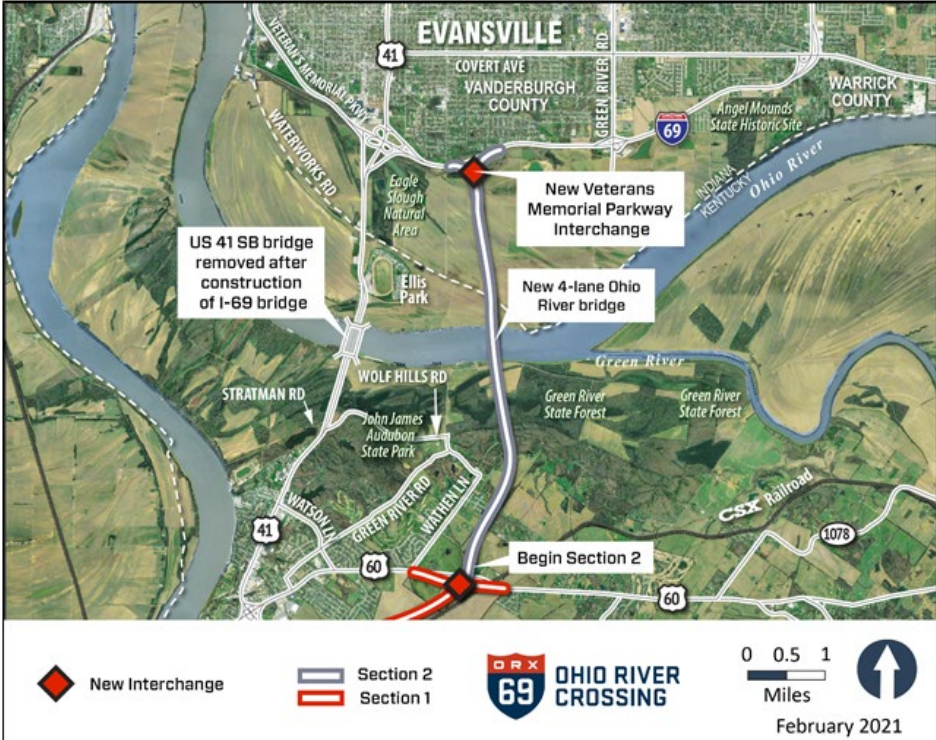 EVANSVILLE
41
COVERT AVE
VANDERBURGH
COUNTY
GREEN RIVER RD
VETERAN'S MEMORIAL PKWY
WARRICK
COUNTY
Angel Mounds
State Historic Site
69
WATERWORKS RD
INDIANA
KENTUCKY
Ohio River
Eagle
Slough
Natural
Area
New Veterans
Memorial Parkway
Interchange
US 41 SB bridge
removed after
construction
of I-69 bridge
Ellis
Park
New 4-lane Ohio
River bridge
Green River
STRATMAN RD
WOLF HILLS RD
John James
Audubon
State Park
Green River
State Forest
Green River
State Forest
CSX Railroad
WATSON LN
GREEN RIVER RD
WATHEN LN
41
60
Begin Section 2
1078
60
New Interchange
Section 2
Section 1
ORX
69
OHIO RIVER
CROSSING
0 0.5 1
Miles
February 2021